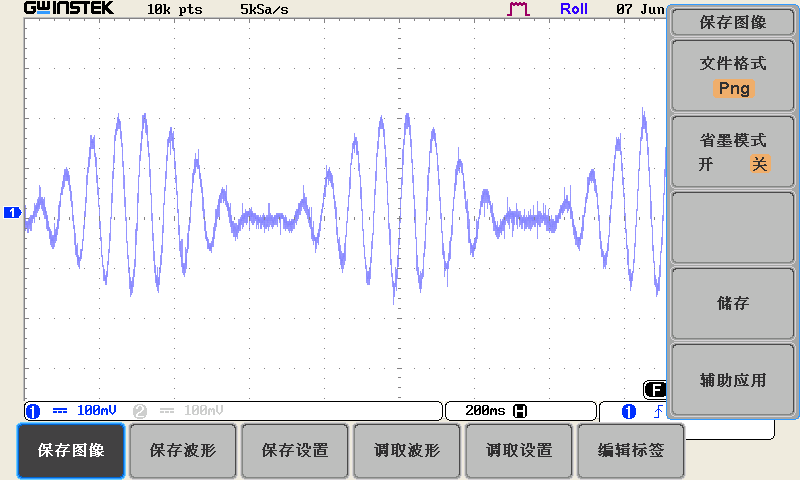 GWINSTEK 10k pts 5kSa/s Roll 07 Jun
保存图像
文件格式
Png
省墨模式
开 关
1
储存
辅助应用
F
1 100mV 2 100mV 200ms H 1
保存图像 保存波形 保存设置 调取波形 调取设置 编辑标签